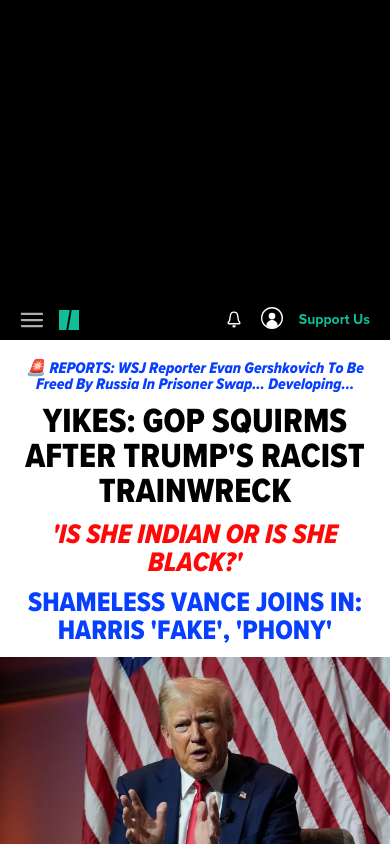 Support Us
🚨 REPORTS: WSJ Reporter Evan Gershkovich To Be
Freed By Russia In Prisoner Swap... Developing...
YIKES: GOP SQUIRMS
AFTER TRUMP'S RACIST
TRAINWRECK
'IS SHE INDIAN OR IS SHE
BLACK?'
SHAMELESS VANCE JOINS IN:
HARRIS 'FAKE', 'PHONY'